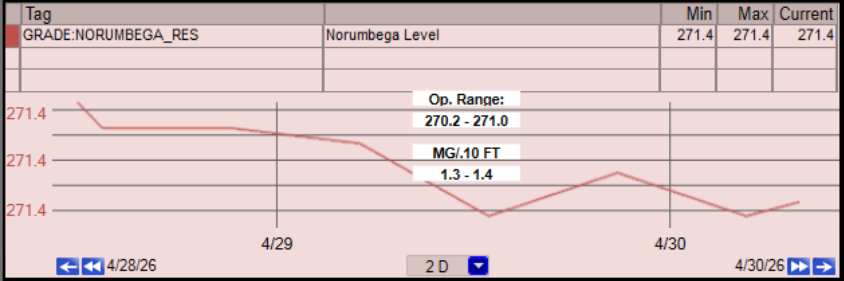 Tag Min Max Current
GRADE:NORUMBEGA_RES Norumbega Level 271.4 271.4 271.4
Op. Range:
271.4
270.2 - 271.0
MG/.10 FT
271.4
1.3 - 1.4
271.4
4/29 4/30
4/28/26 2 D 4/30/26